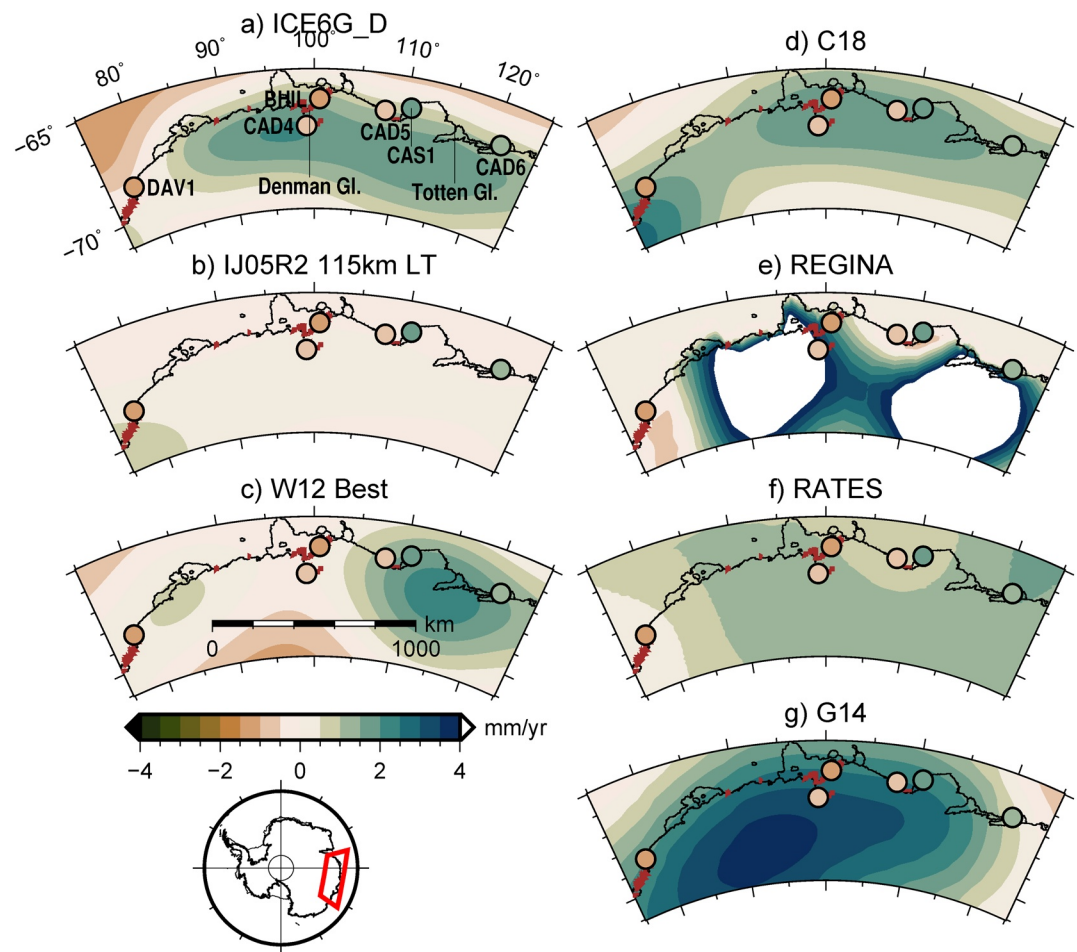 a) ICE6G_D
80°
90°
100°
110°
120°
−65°
−70°
BHIL
CAD4
CAD5
CAS1
CAD6
DAV1
Denman Gl.
Totten Gl.
d) C18
b) IJ05R2 115km LT
e) REGINA
c) W12 Best
km
0
1000
f) RATES
mm/yr
−4
−2
0
2
4
g) G14